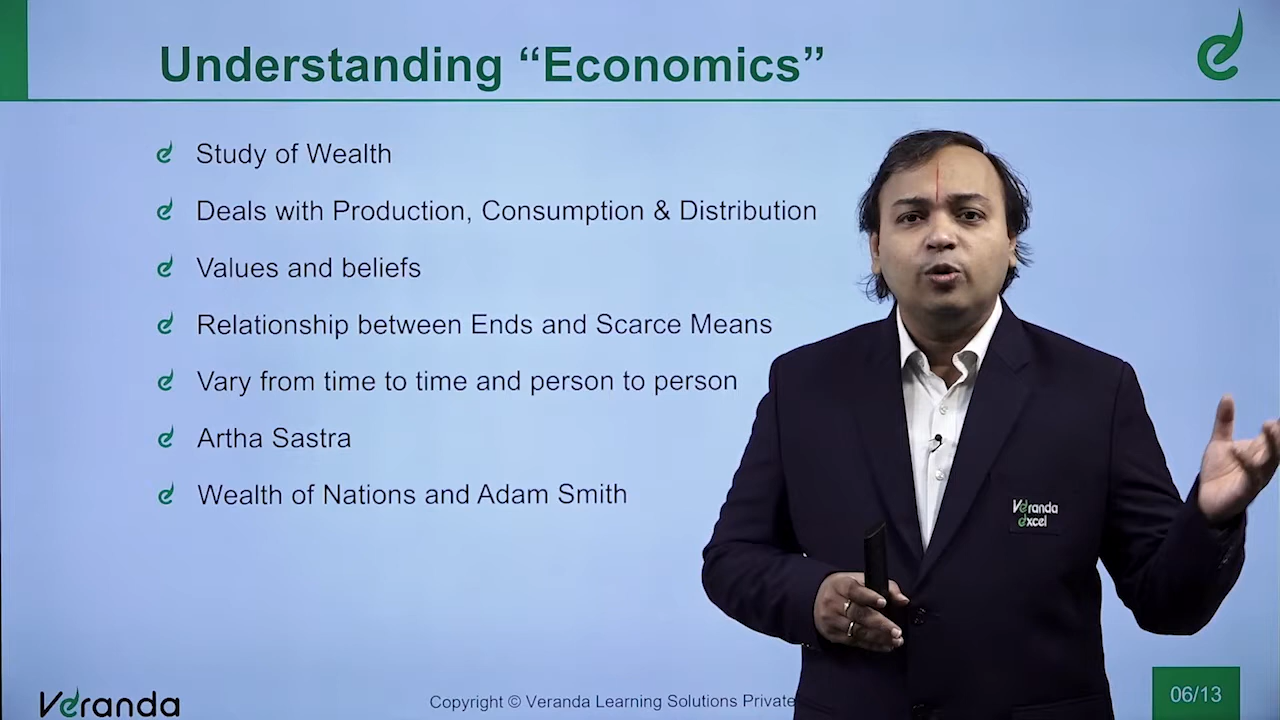 Understanding “Economics”
Study of Wealth
Deals with Production, Consumption & Distribution
Values and beliefs
Relationship between Ends and Scarce Means
Vary from time to time and person to person
Artha Sastra
Wealth of Nations and Adam Smith
Veranda
excel
Veranda
Copyright © Veranda Learning Solutions Private
06/13